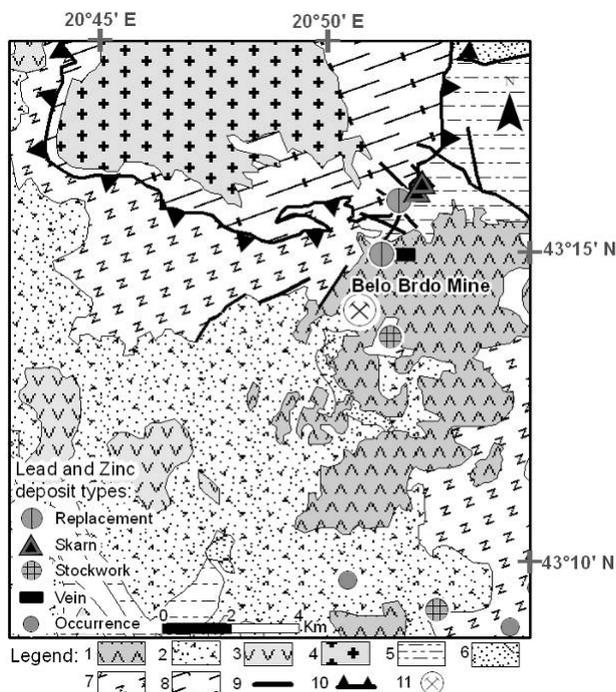 20°45' E 20°50' E
N
43°15' N
Belo Brdo Mine
Lead and Zinc
deposit types:
Replacement
Skarn
Stockwork
Vein
Occurrence
43°10' N
0 2 4
Km
Legend: 1 2 3 4 5 6
7 8 9 10 11